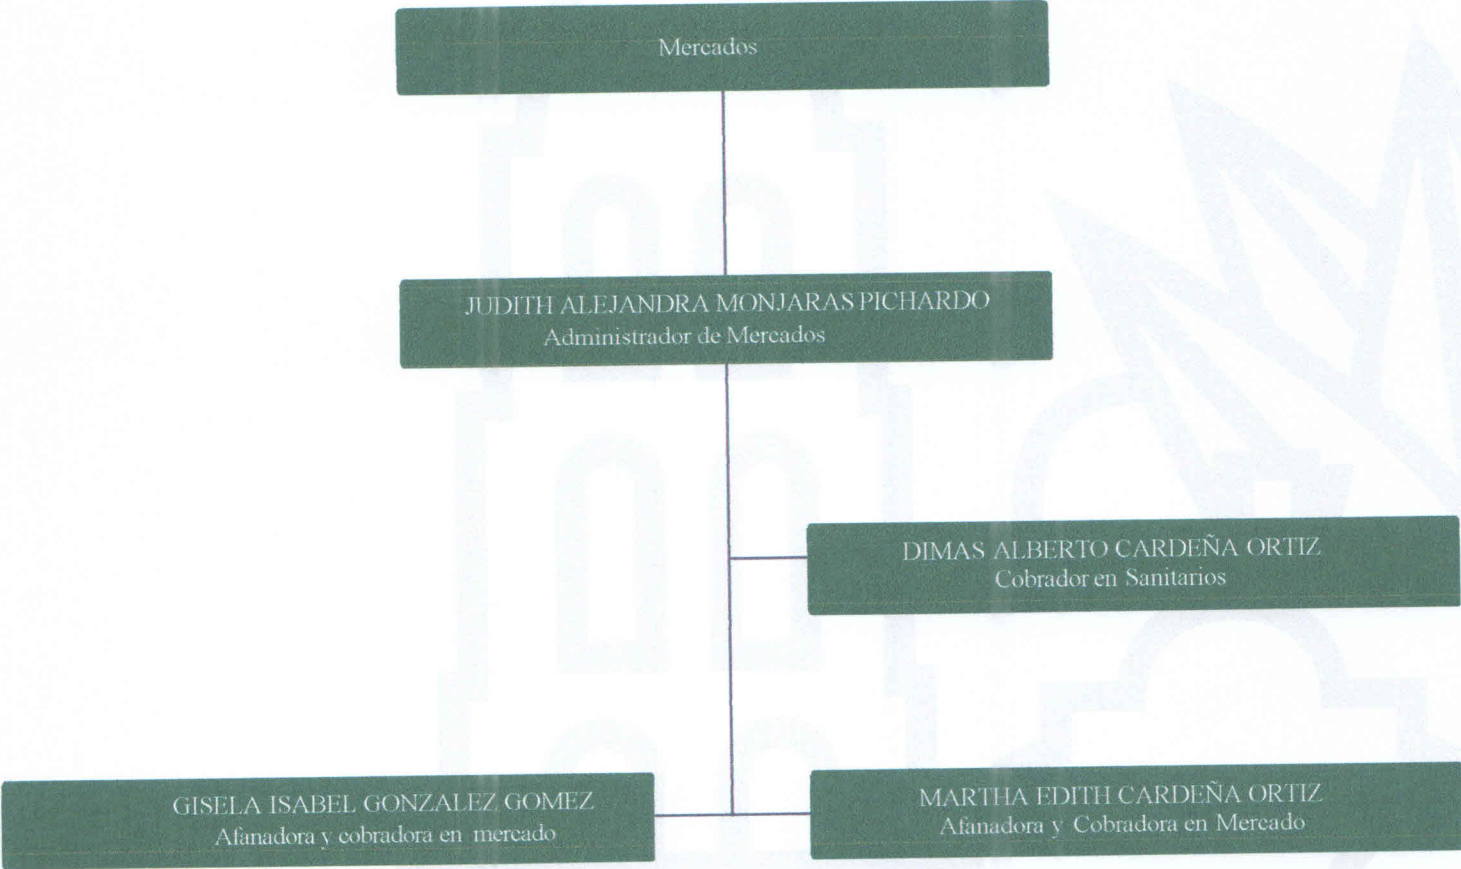 Mercados
JUDITH ALEJANDRA MONJARAS PICHARDO
Administrador de Mercados
DIMAS ALBERTO CARDEÑA ORTIZ
Cobrador en Sanitarios
GISELA ISABEL GONZALEZ GOMEZ
Afanadora y cobradora en mercado
MARTHA EDITH CARDEÑA ORTIZ
Afanadora y Cobradora en Mercado